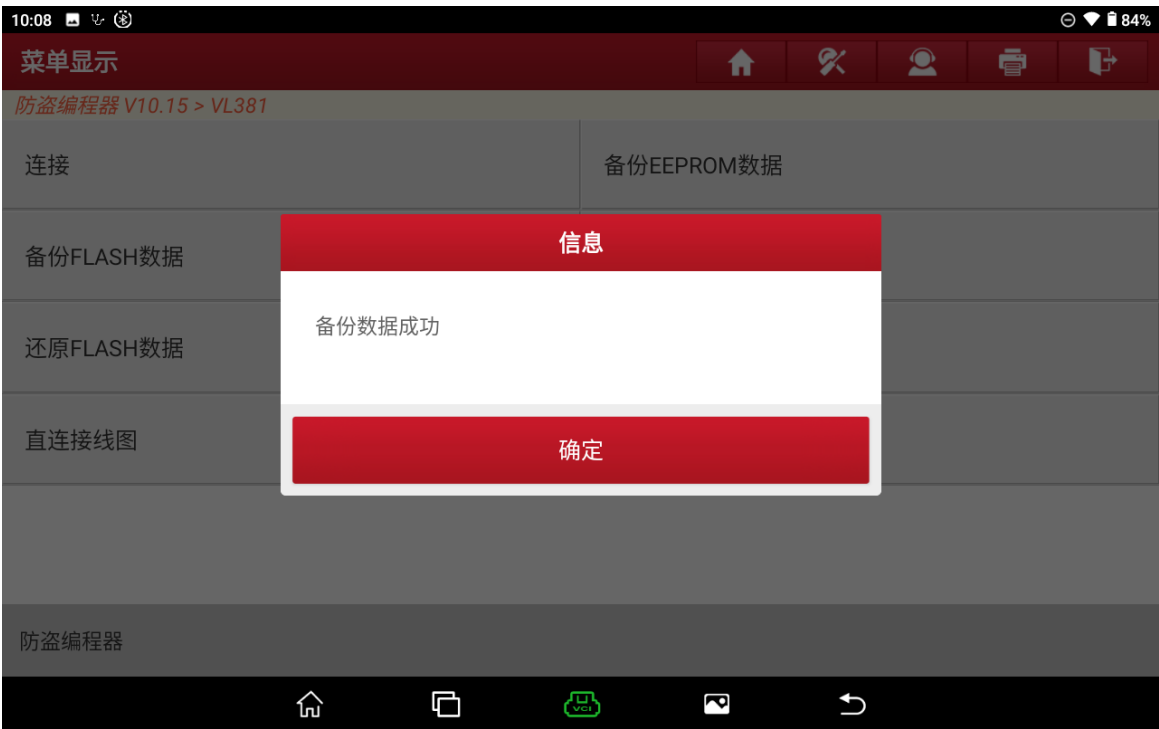 10:08 84%
菜单显示
防盗编程器 V10.15 > VL381
连接
备份EEPROM数据
备份FLASH数据
信息
备份数据成功
还原FLASH数据
直连接线图
确定
防盗编程器
VCI